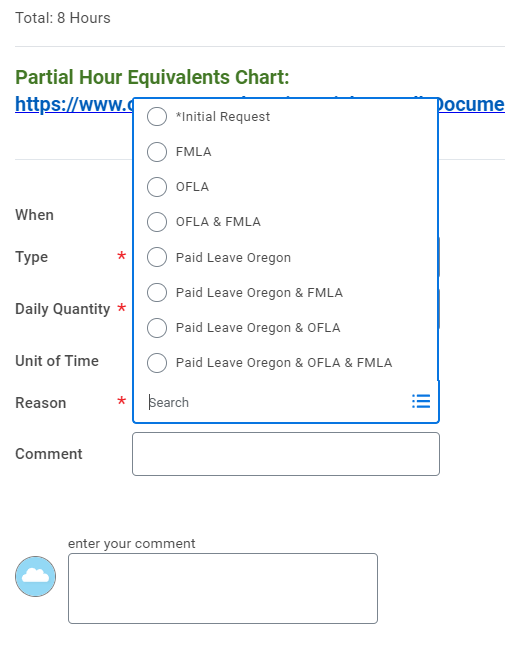 Total: 8 Hours
Partial Hour Equivalents Chart:
https://www.
*Initial Request
FMLA
OFLA
When
OFLA & FMLA
Type *
Paid Leave Oregon
Paid Leave Oregon & FMLA
Daily Quantity *
Paid Leave Oregon & OFLA
Unit of Time
Paid Leave Oregon & OFLA & FMLA
Reason *
Search
Comment
enter your comment